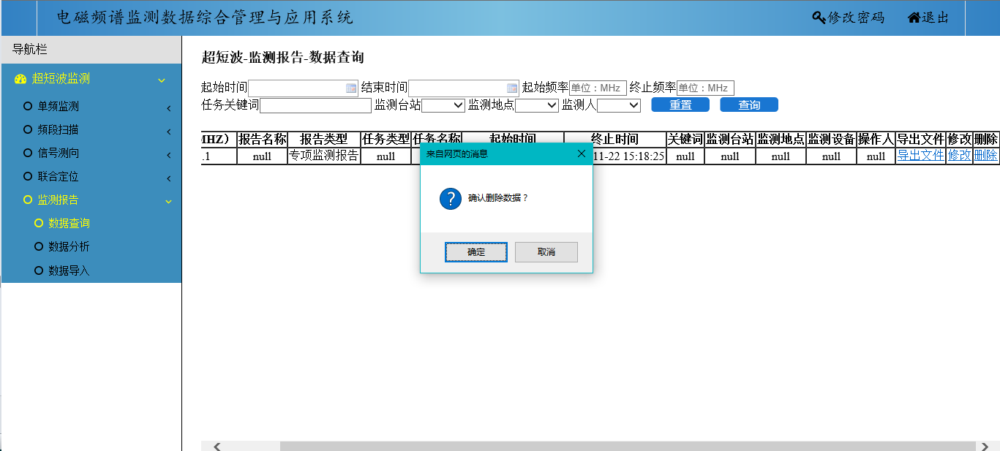 电磁频谱监测数据综合管理与应用系统 修改密码 退出
导航栏
超短波监测
单频监测
频段扫描
信号测向
联合定位
监测报告
数据查询
数据分析
数据导入
超短波-监测报告-数据查询
起始时间 结束时间 起始频率 单位：MHz 终止频率 单位：MHz
任务关键词 监测台站 监测地点 监测人 重置 查询
MHZ） 报告名称 报告类型 任务类型 任务名称 起始时间 终止时间 关键词 监测台站 监测地点 监测设备 操作人 导出文件 修改 删除
.1 null 专项监测报告 null 11-22 15:18:25 null null null null null 导出文件 修改 删除
来自网页的消息
确认删除数据？
确定 取消